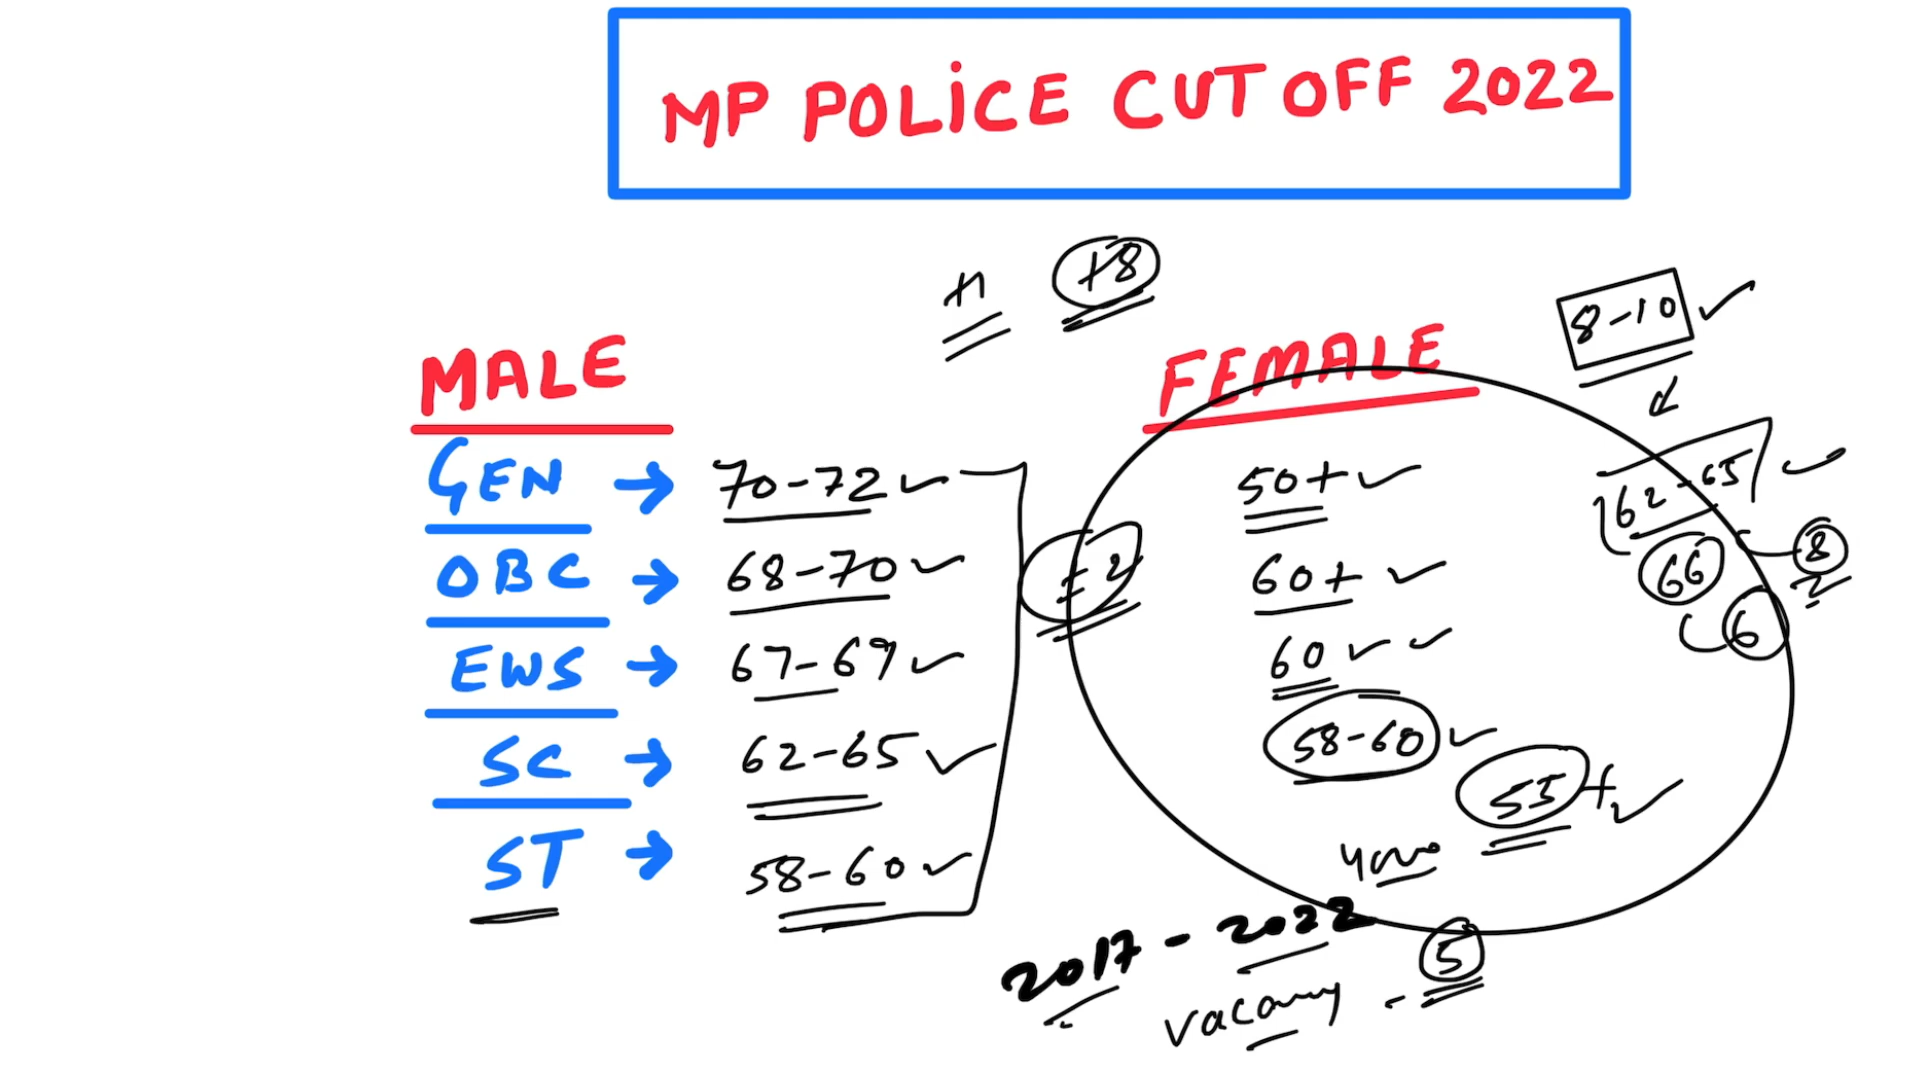 MP POLiCE CUT OFF 2022
+8
8-10
MALE
FEMALE
GEN → 70-72 ✓ 50+ ✓ 62-65 ✓
OBC → 68-70 ✓ 60+ ✓ 66 8
EWS → 67-69 ✓ 60 ✓ ✓ 6
SC → 62-65 ✓ 58-60 ✓
55+ ✓
ST → 58-60 ✓
2017 - 2022
vacancy - 5